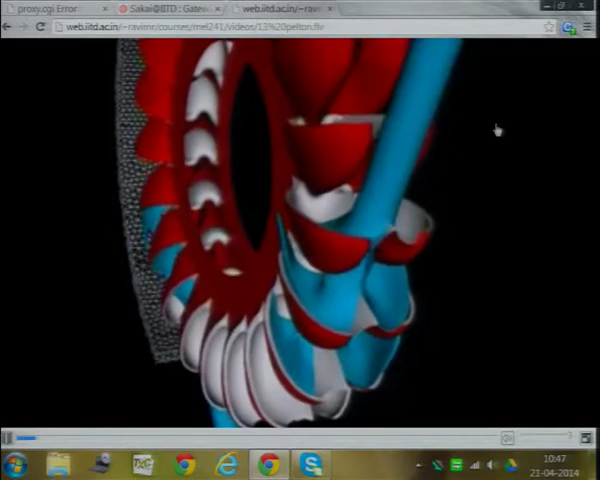 proxy.cgi Error
Sakai@IITD : Gatew
web.iitd.ac.in/~ravi
web.iitd.ac.in/~ravimr/courses/mel241/videos/13%20pelton.flv
10:47
21-04-2014